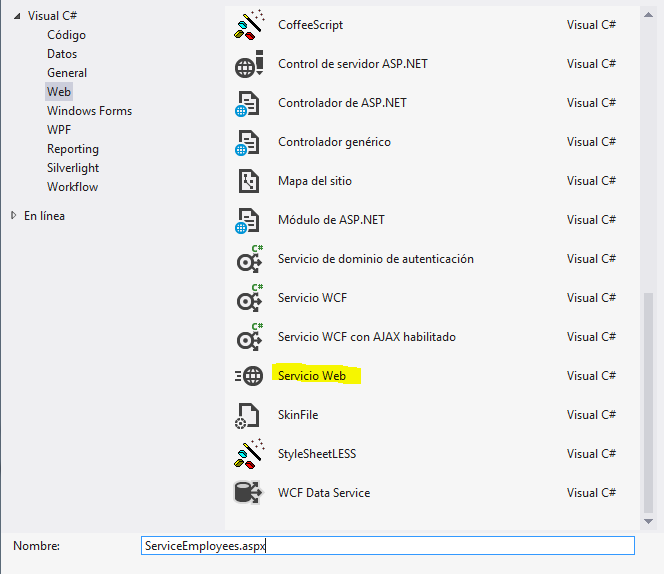 Visual C#
Código
Datos
General
Web
Windows Forms
WPF
Reporting
Silverlight
Workflow
En línea
CoffeeScript Visual C#
Control de servidor ASP.NET Visual C#
Controlador de ASP.NET Visual C#
Controlador genérico Visual C#
Mapa del sitio Visual C#
Módulo de ASP.NET Visual C#
C#
Servicio de dominio de autenticación Visual C#
C#
Servicio WCF Visual C#
C#
Servicio WCF con AJAX habilitado Visual C#
Servicio Web Visual C#
SkinFile Visual C#
StyleSheetLESS Visual C#
WCF Data Service Visual C#
Nombre: ServiceEmployees.aspx